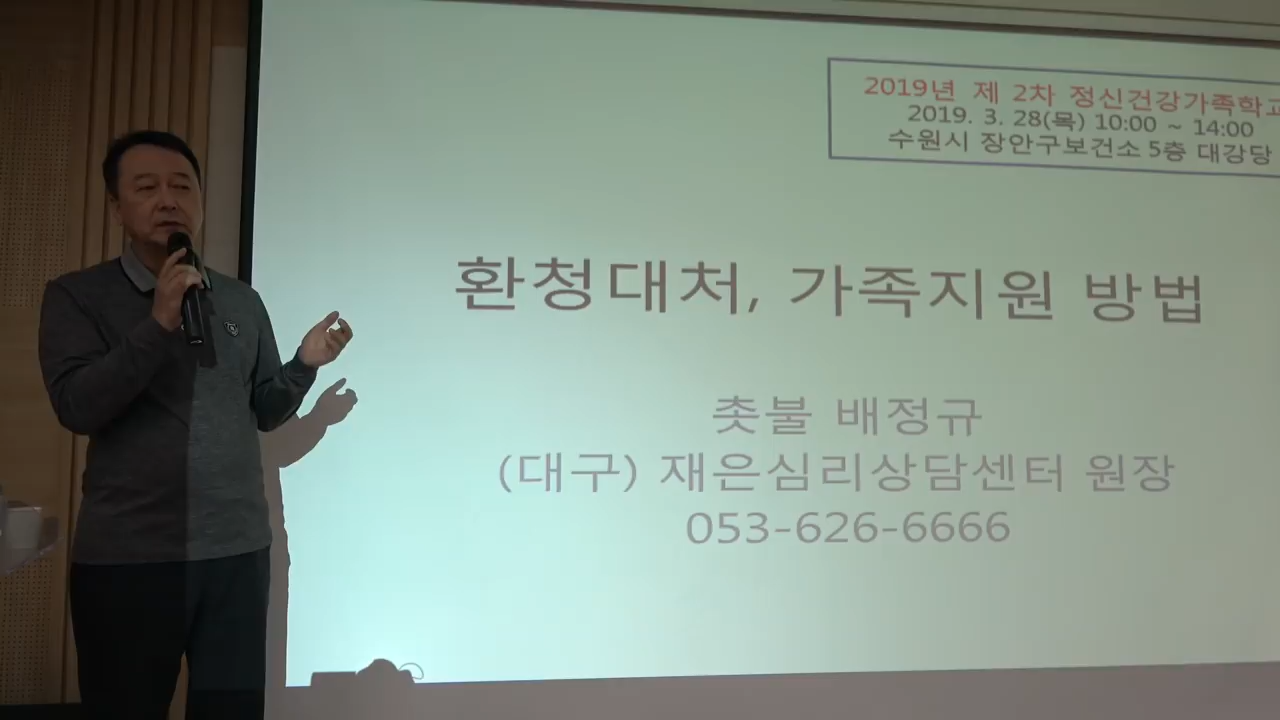 2019년 제 2차 정신건강가족학교
2019. 3. 28(목) 10:00 ~ 14:00
수원시 장안구보건소 5층 대강당
환청대처, 가족지원 방법
촛불 배정규
(대구) 재은심리상담센터 원장
053-626-6666